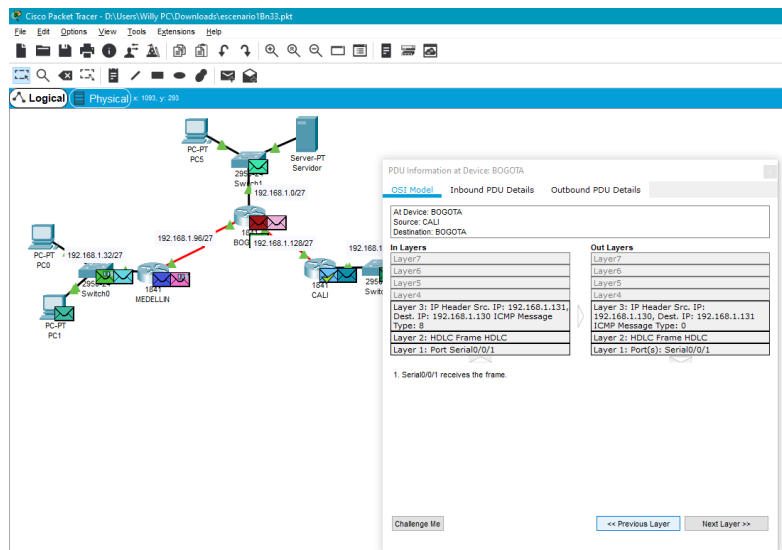 Cisco Packet Tracer - D:\Users\Willy PC\Downloads\escenario1Bn33.pkt
File Edit Options View Tools Extensions Help
Logical Physical x: 1093, y: 293
PC-PT
PC5
Server-PT
Servidor
Switch1
192.168.1.0/27
1841
BOG
192.168.1.96/27
192.168.1.128/27
192.168.1
PC-PT
PC0
192.168.1.32/27
Switch0
1841
MEDELLIN
1841
CALI
PC-PT
PC1
PDU Information at Device: BOGOTA
OSI Model Inbound PDU Details Outbound PDU Details
At Device: BOGOTA
Source: CALI
Destination: BOGOTA
In Layers
Layer7
Layer6
Layer5
Layer4
Layer 3: IP Header Src. IP: 192.168.1.131,
Dest. IP: 192.168.1.130 ICMP Message
Type: 8
Layer 2: HDLC Frame HDLC
Layer 1: Port Serial0/0/1
Out Layers
Layer7
Layer6
Layer5
Layer4
Layer 3: IP Header Src. IP:
192.168.1.130, Dest. IP: 192.168.1.131
ICMP Message Type: 0
Layer 2: HDLC Frame HDLC
Layer 1: Port(s): Serial0/0/1
1. Serial0/0/1 receives the frame.
Challenge Me
<< Previous Layer
Next Layer >>